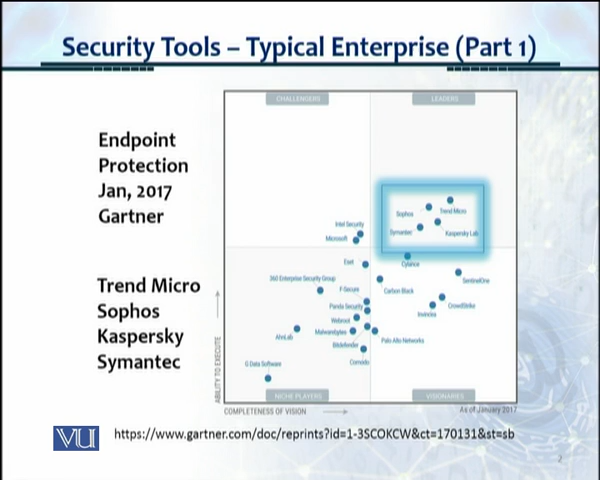 Security Tools – Typical Enterprise (Part 1)
CHALLENGERS
LEADERS
Endpoint
Protection
Jan, 2017
Gartner
Trend Micro
Sophos
Kaspersky
Symantec
Sophos
Trend Micro
Symantec
Kaspersky Lab
Intel Security
Microsoft
Eset
Cylance
360 Enterprise Security Group
SentinelOne
F-Secure
Carbon Black
Panda Security
CrowdStrike
Invincea
Webroot
Malwarebytes
AhnLab
Bitdefender
Palo Alto Networks
Comodo
G Data Software
ABILITY TO EXECUTE
NICHE PLAYERS
VISIONARIES
COMPLETENESS OF VISION
As of January 2017
VU
https://www.gartner.com/doc/reprints?id=1-3SCOKCW&ct=170131&st=sb
2